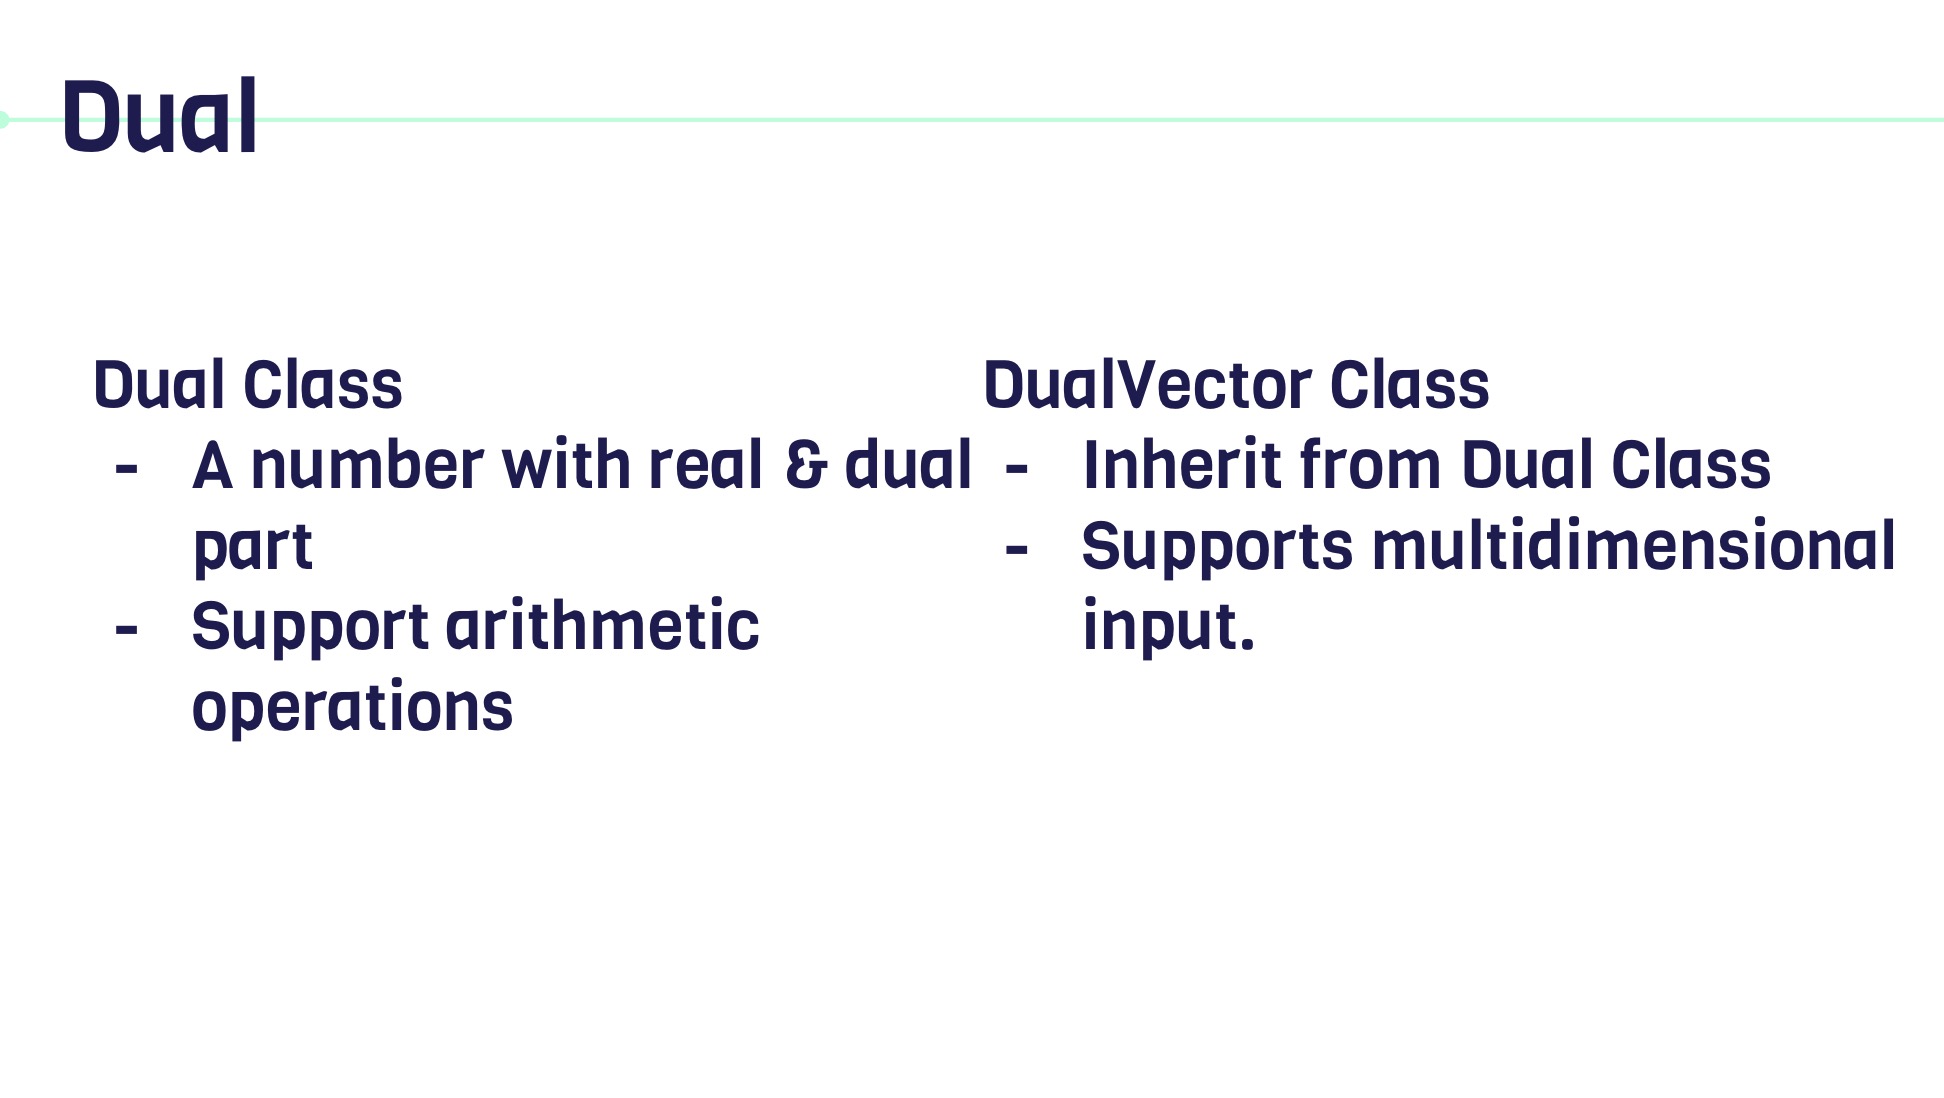 Dual
Dual Class
- A number with real & dual
part
- Support arithmetic
operations
DualVector Class
- Inherit from Dual Class
- Supports multidimensional
input.